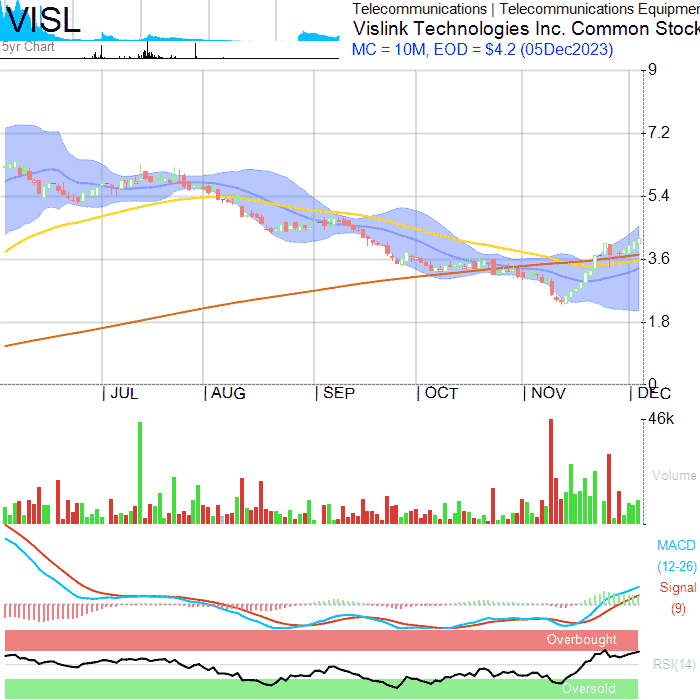 VISL
5yr Chart
Telecommunications | Telecommunications Equipmen
Vislink Technologies Inc. Common Stock
MC = 10M, EOD = $4.2 (05Dec2023)
9
7.2
5.4
3.6
1.8
0
JUL AUG SEP OCT NOV DEC
46k
Volume
MACD
(12-26)
Signal
(9)
Overbought
RSI(14)
Oversold